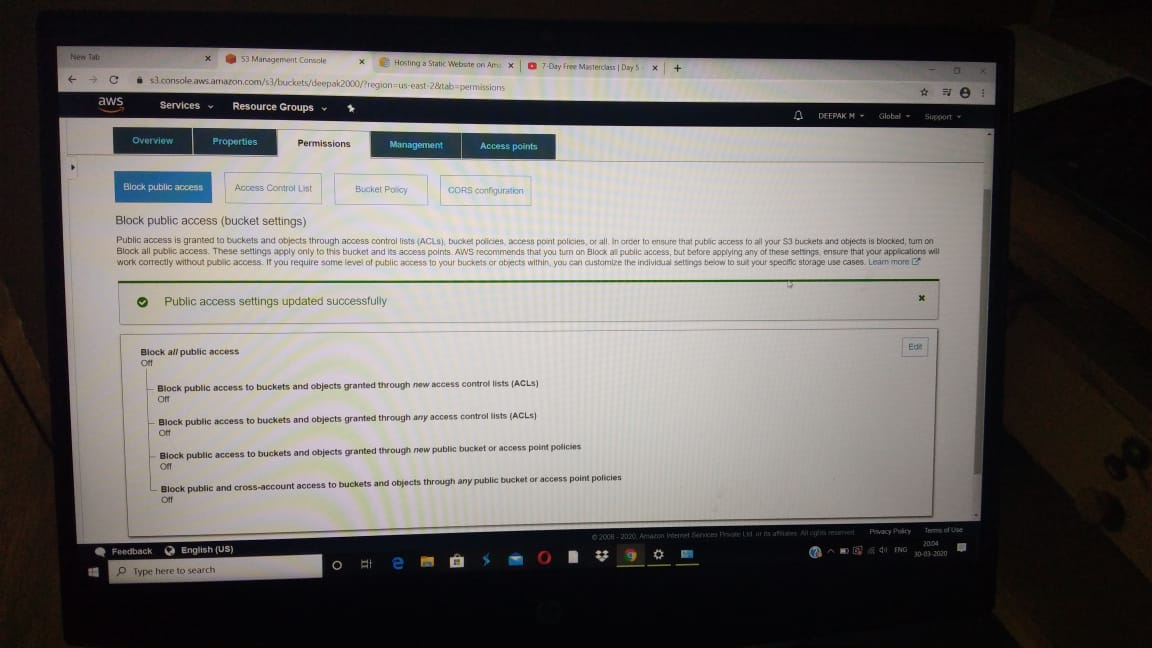 New Tab
S3 Management Console
Hosting a Static Website on Ama
7-Day Free Masterclass | Day 5
s3.console.aws.amazon.com/s3/buckets/deepak2000/?region=us-east-2&tab=permissions
aws
Services
Resource Groups
DEEPAK M
Global
Support
Overview
Properties
Permissions
Management
Access points
Block public access
Access Control List
Bucket Policy
CORS configuration
Block public access (bucket settings)
Public access is granted to buckets and objects through access control lists (ACLs), bucket policies, access point policies, or all. In order to ensure that public access to all your S3 buckets and objects is blocked, turn on
Block all public access. These settings apply only to this bucket and its access points. AWS recommends that you turn on Block all public access, but before applying any of these settings, ensure that your applications will
work correctly without public access. If you require some level of public access to your buckets or objects within, you can customize the individual settings below to suit your specific storage use cases. Learn more
Public access settings updated successfully
Edit
Block all public access
Off
Block public access to buckets and objects granted through new access control lists (ACLs)
Off
Block public access to buckets and objects granted through any access control lists (ACLs)
Off
Block public access to buckets and objects granted through new public bucket or access point policies
Off
Block public and cross-account access to buckets and objects through any public bucket or access point policies
Off
Feedback
English (US)
© 2008 - 2020, Amazon Internet Services Private Ltd. or its affiliates. All rights reserved.
Privacy Policy
Terms of Use
Type here to search
ENG
20:04
30-03-2020